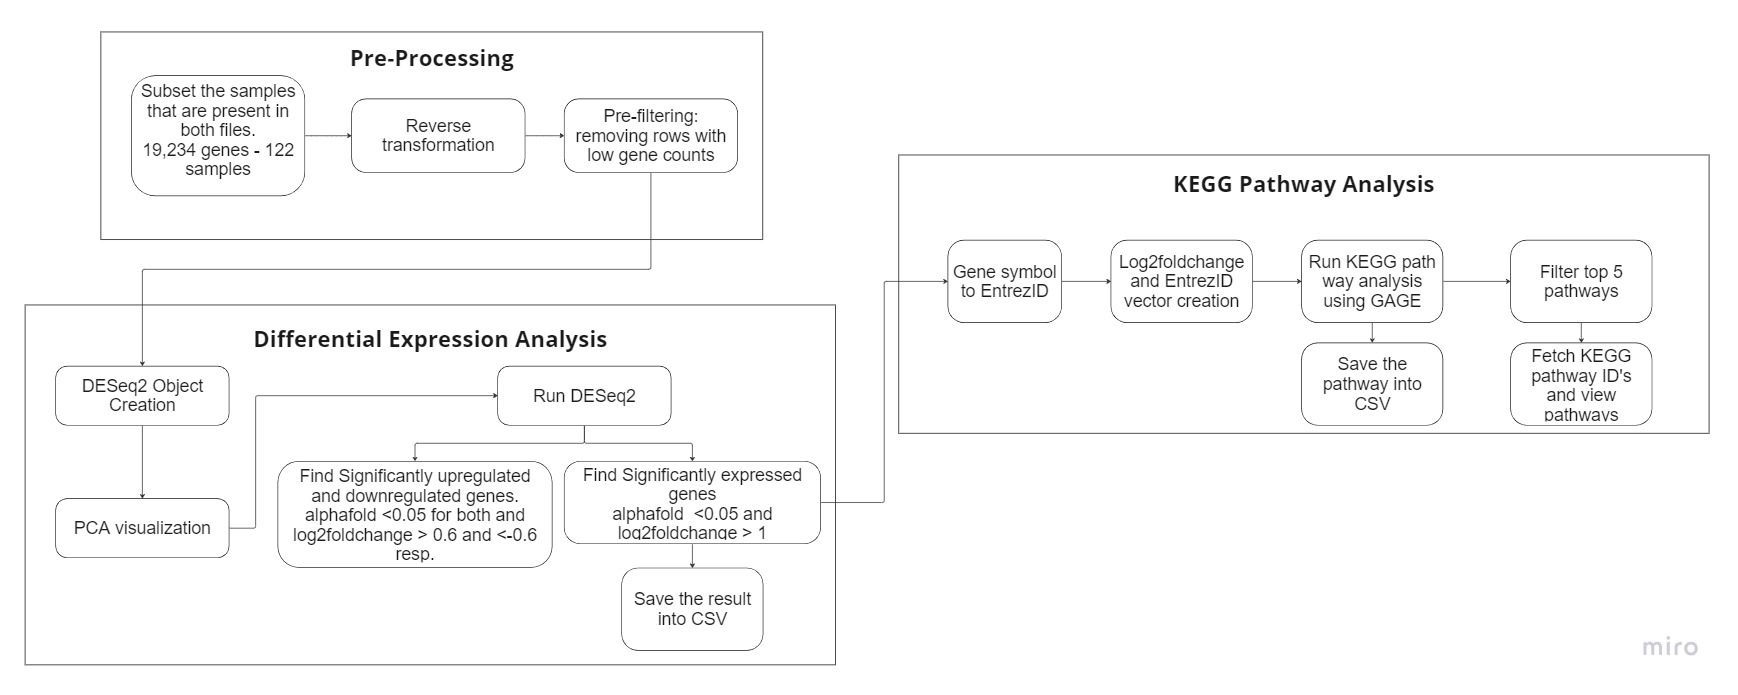 Pre-Processing
Subset the samples
that are present in
both files.
19,234 genes - 122
samples
Reverse
transformation
Pre-filtering:
removing rows with
low gene counts
Differential Expression Analysis
DESeq2 Object
Creation
PCA visualization
Run DESeq2
Find Significantly upregulated
and downregulated genes.
alphafold <0.05 for both and
log2foldchange > 0.6 and <-0.6
resp.
Find Significantly expressed
genes
alphafold  <0.05 and
log2foldchange > 1
Save the result
into CSV
KEGG Pathway Analysis
Gene symbol
to EntrezID
Log2foldchange
and EntrezID
vector creation
Run KEGG path
way analysis
using GAGE
Save the
pathway into
CSV
Filter top 5
pathways
Fetch KEGG
pathway ID's
and view
pathways
miro